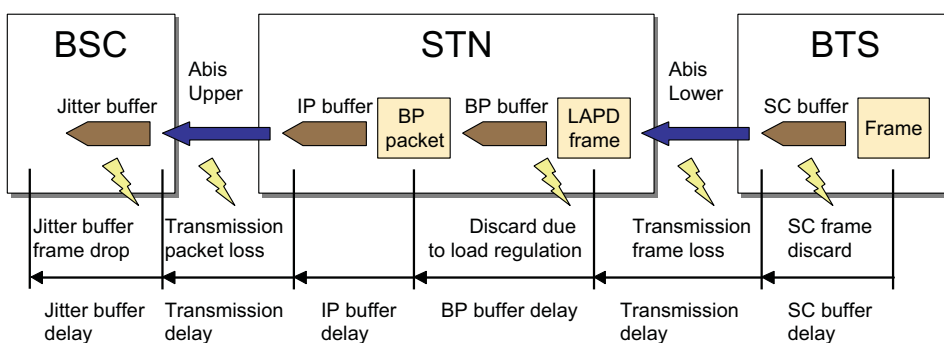 BSC
STN
BTS
Abis
Upper
Abis
Lower
Jitter buffer
IP buffer
BP
packet
BP buffer
LAPD
frame
SC buffer
Frame
Jitter buffer
frame drop
Transmission
packet loss
Discard due
to load regulation
Transmission
frame loss
SC frame
discard
Jitter buffer
delay
Transmission
delay
IP buffer
delay
BP buffer delay
Transmission
delay
SC buffer
delay